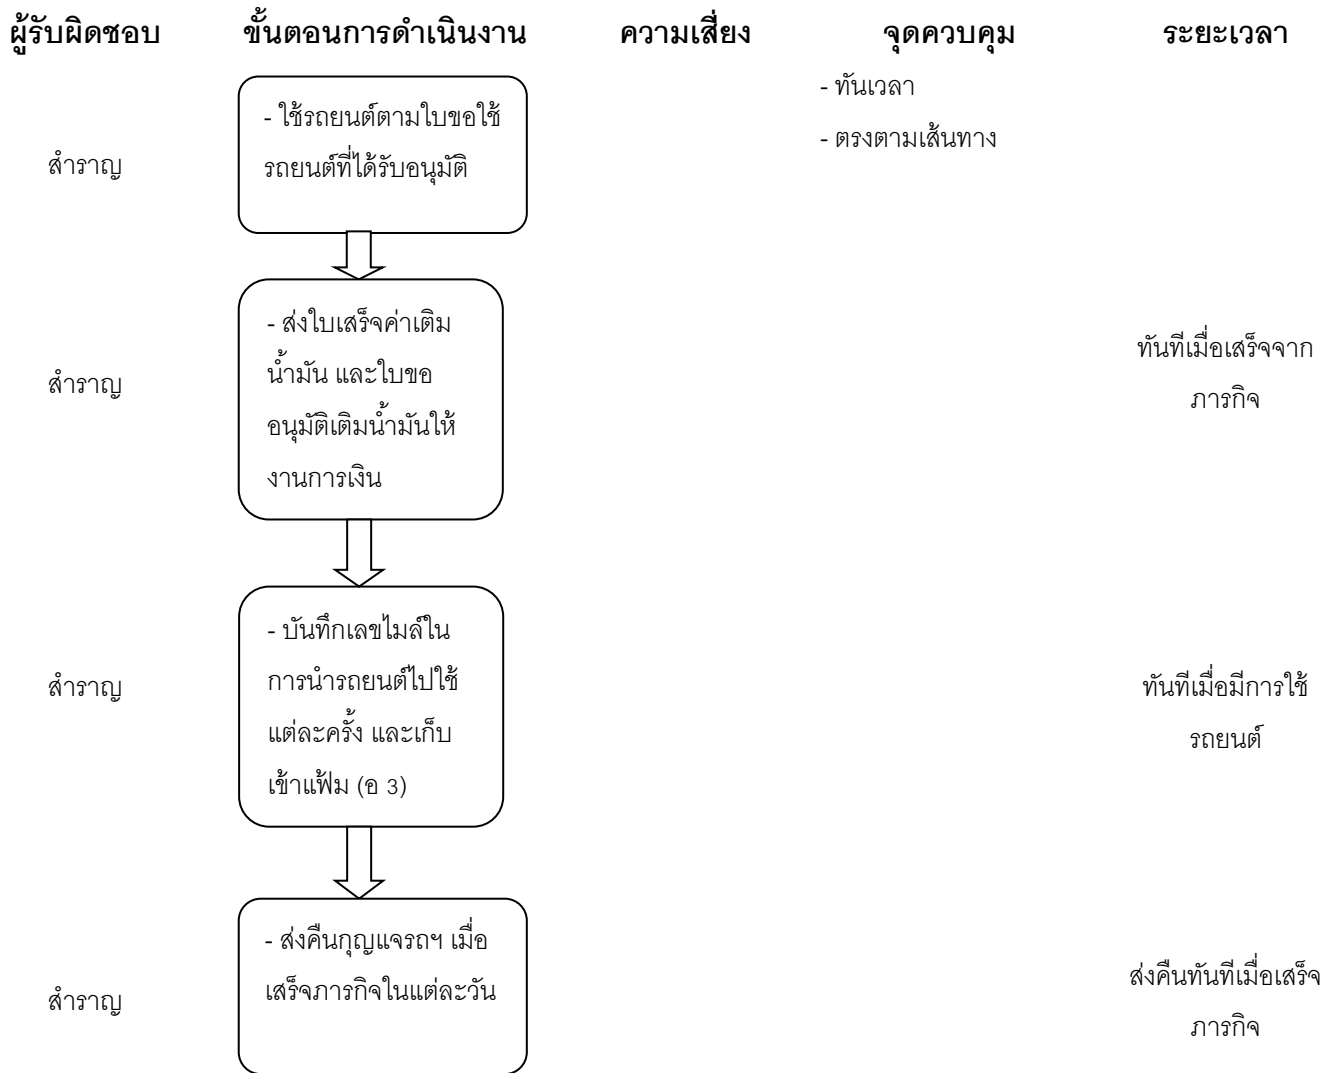 ผู้รับผิดชอบ ขั้นตอนการดำเนินงาน ความเสี่ยง จุดควบคุม ระยะเวลา
- ทันเวลา
- ตรงตามเส้นทาง
สำราญ
- ใช้รถยนต์ตามใบขอใช้
รถยนต์ที่ได้รับอนุมัติ
สำราญ
- ส่งใบเสร็จค่าเติม
น้ำมัน และใบขอ
อนุมัติเติมน้ำมันให้
งานการเงิน
ทันทีเมื่อเสร็จจาก
ภารกิจ
สำราญ
- บันทึกเลขไมล์ใน
การนำรถยนต์ไปใช้
แต่ละครั้ง และเก็บ
เข้าแฟ้ม (อ 3)
ทันทีเมื่อมีการใช้
รถยนต์
สำราญ
- ส่งคืนกุญแจรถฯ เมื่อ
เสร็จภารกิจในแต่ละวัน
ส่งคืนทันทีเมื่อเสร็จ
ภารกิจ